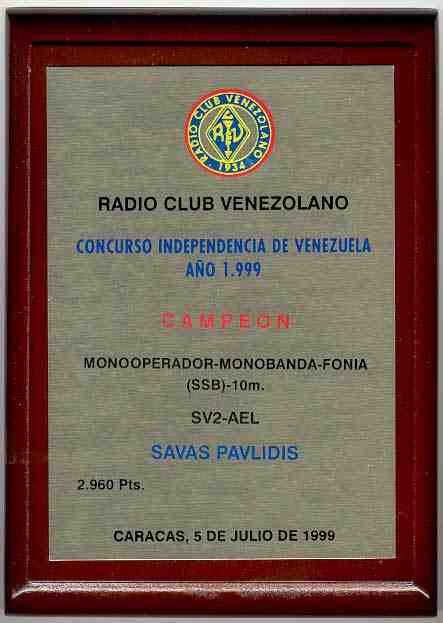 RADIO CLUB VENEZOLANO
1934
RADIO CLUB VENEZOLANO
CONCURSO INDEPENDENCIA DE VENEZUELA
AÑO 1.999
CAMPEON
MONOOPERADOR-MONOBANDA-FONIA
(SSB)-10m.
SV2-AEL
SAVAS PAVLIDIS
2.960 Pts.
CARACAS, 5 DE JULIO DE 1999